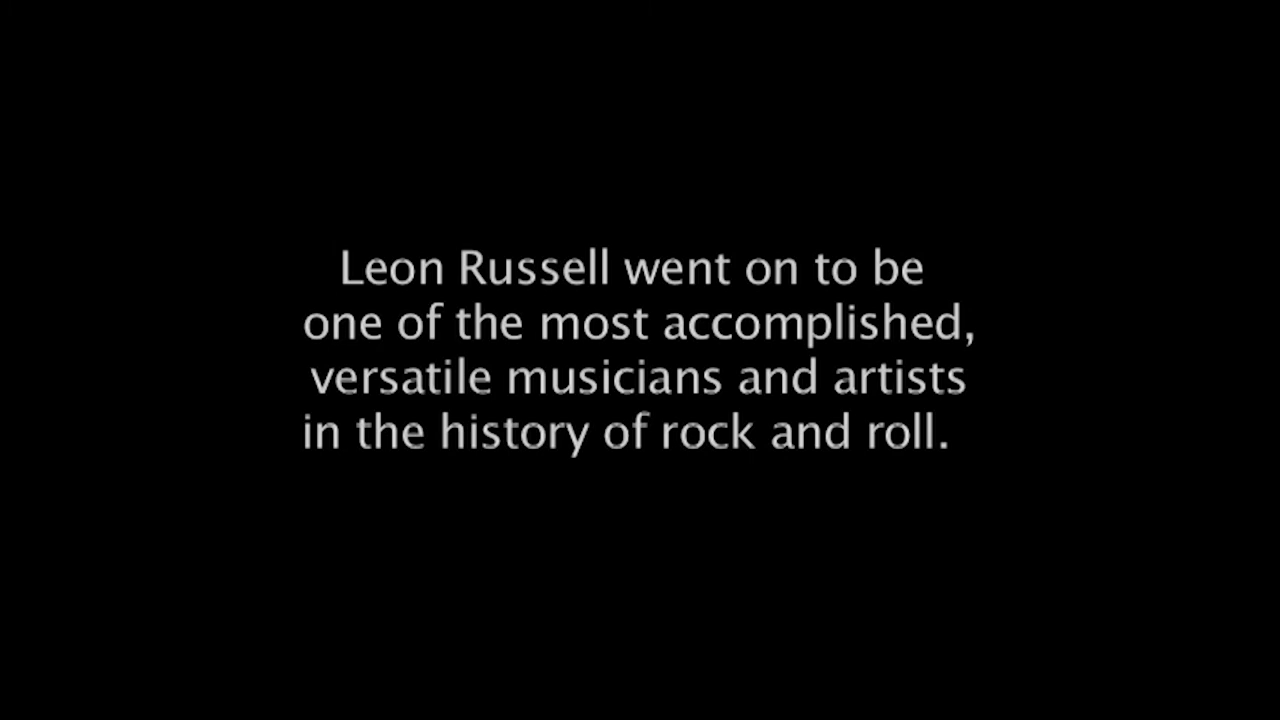 Leon Russell went on to be
one of the most accomplished,
versatile musicians and artists
in the history of rock and roll.